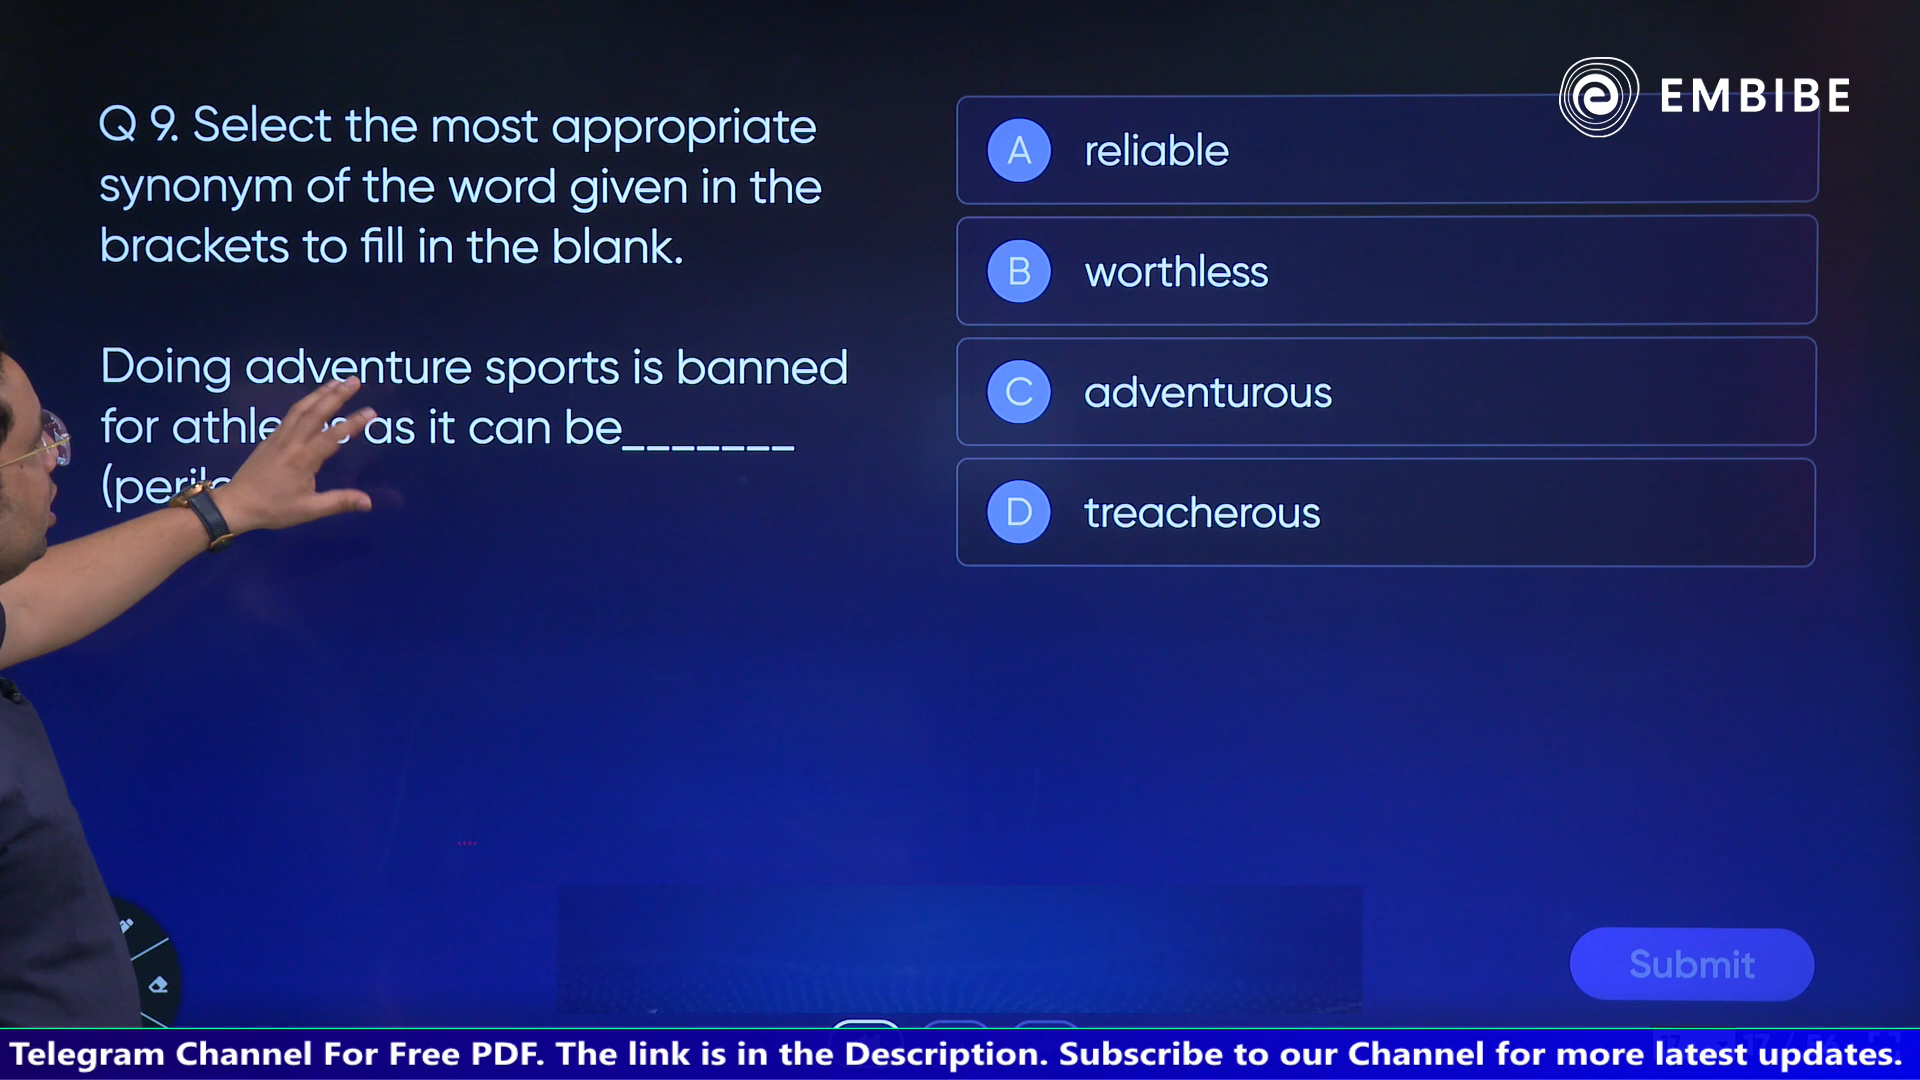 EMBIBE
Q 9. Select the most appropriate
synonym of the word given in the
brackets to fill in the blank.
Doing adventure sports is banned
for as it can be_______
A reliable
B worthless
C adventurous
D treacherous
Submit
Telegram Channel For Free PDF. The link is in the Description. Subscribe to our Channel for more latest updates.